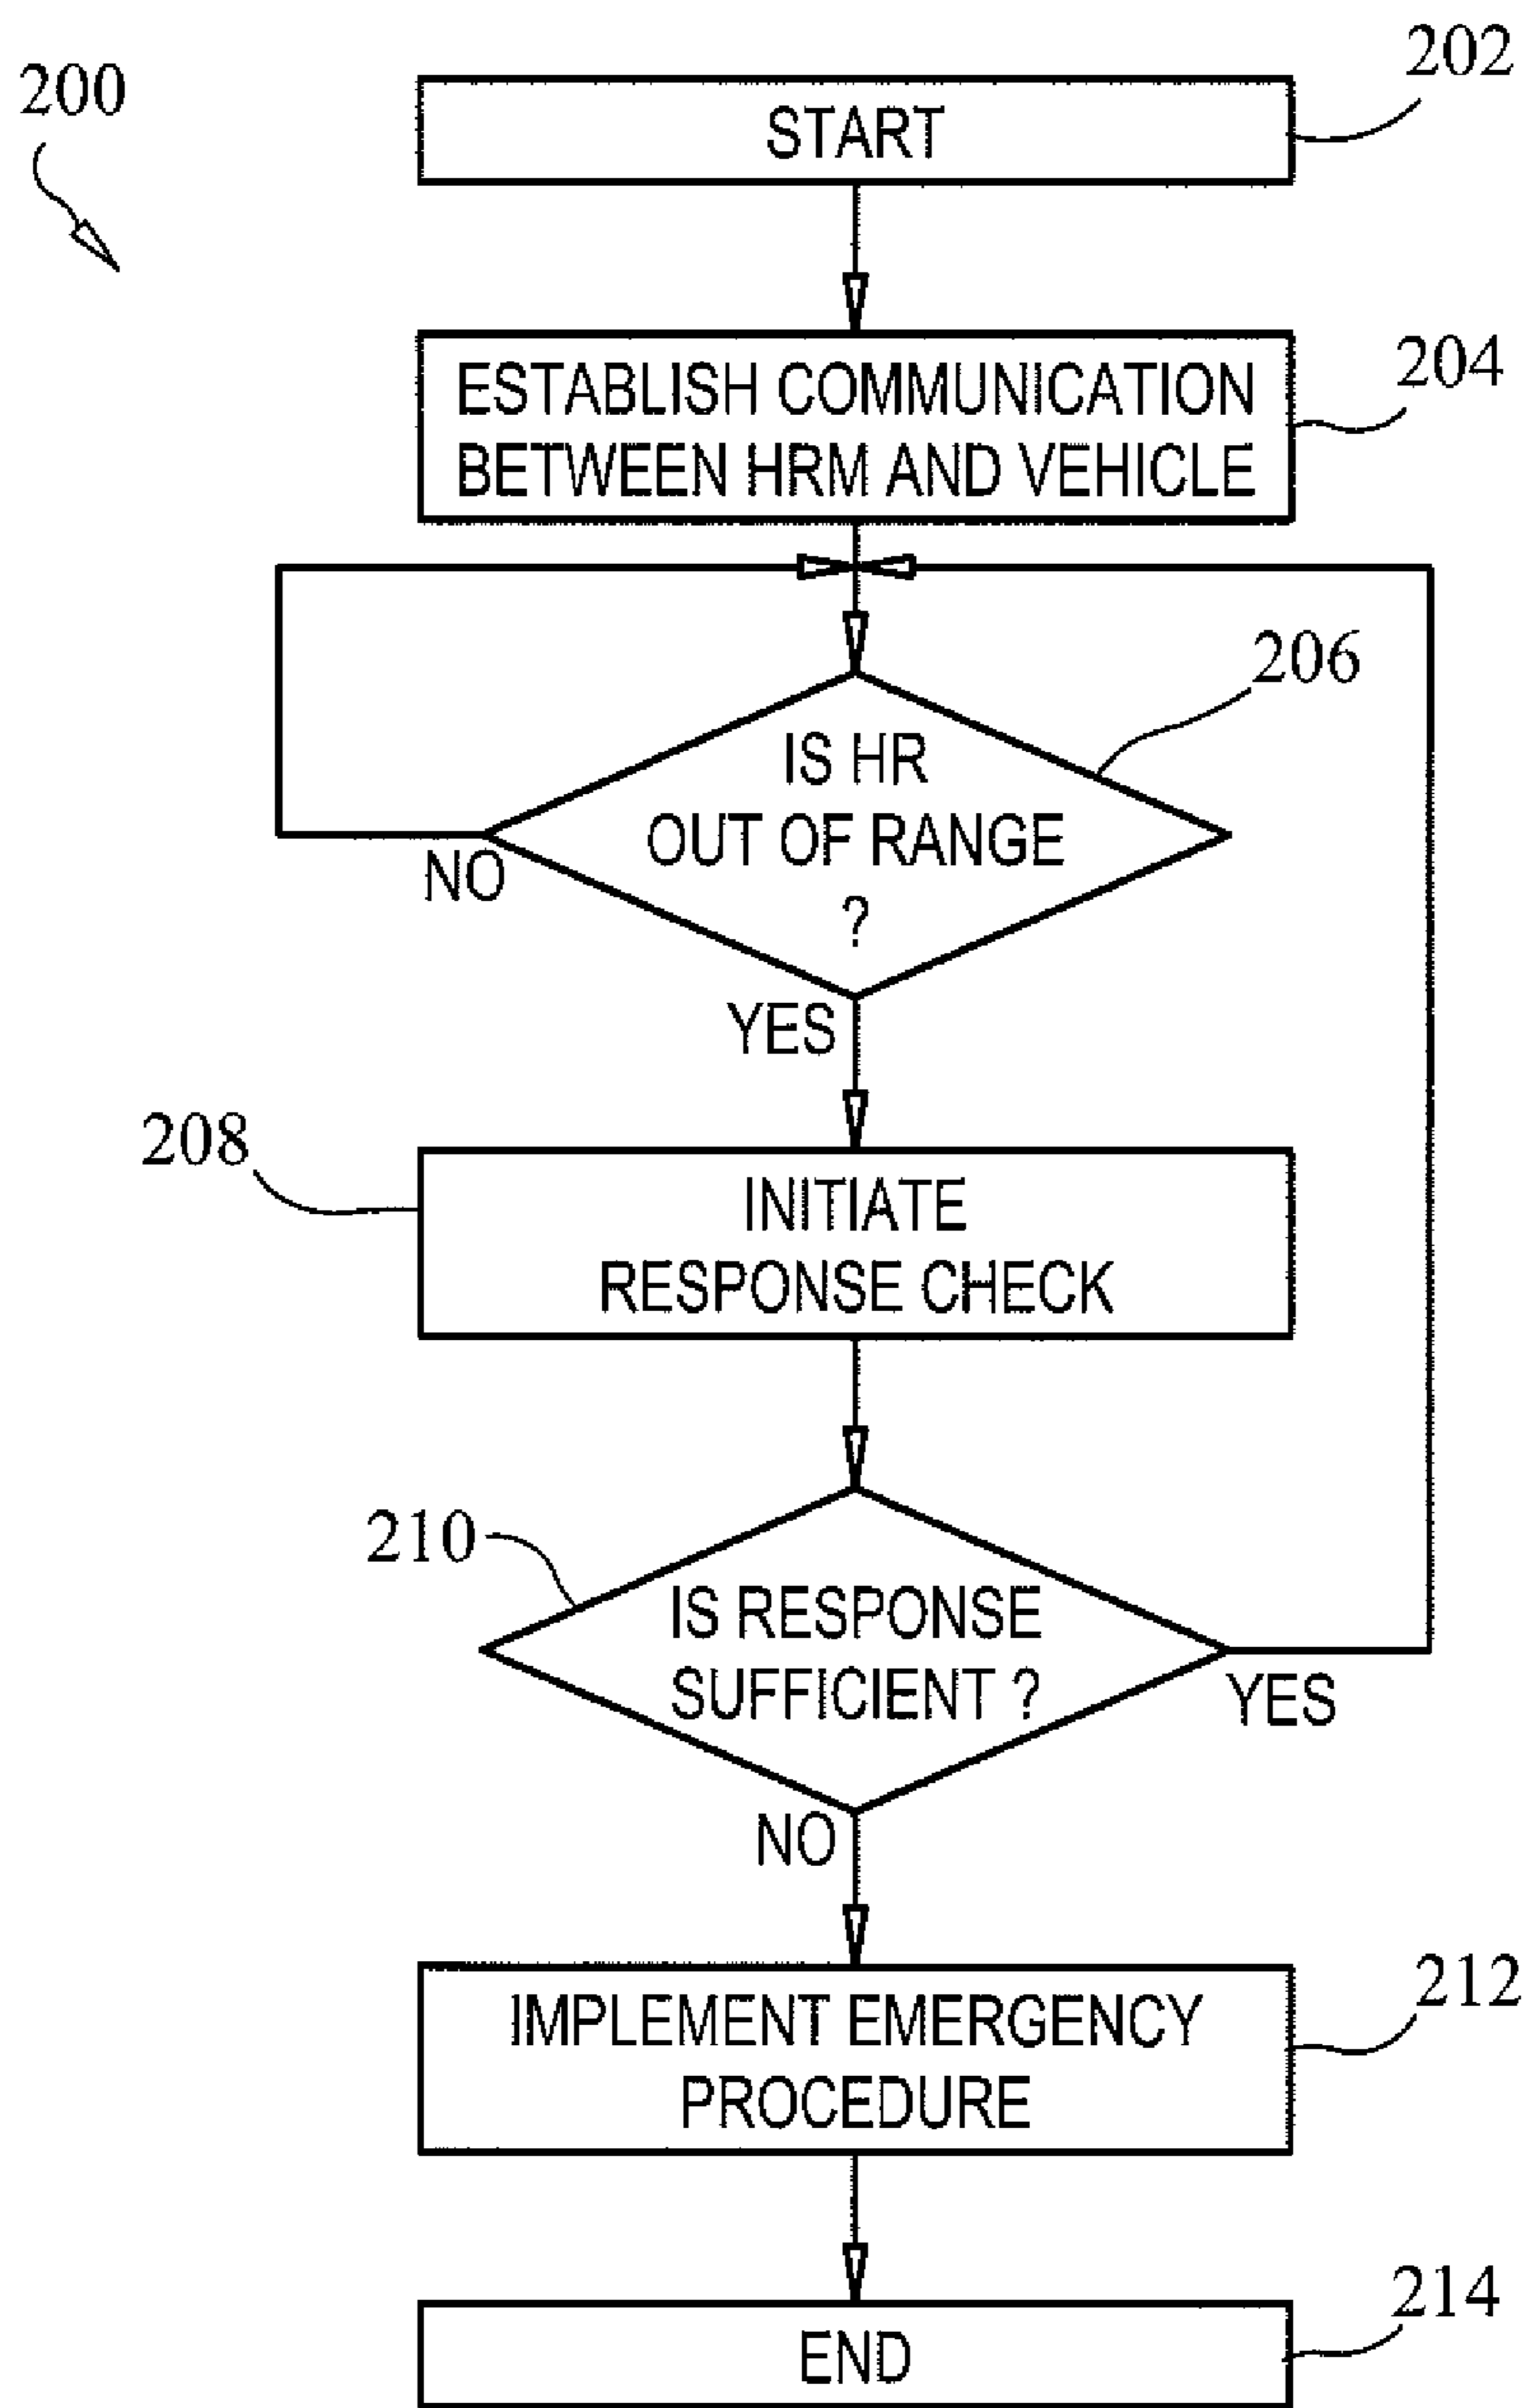 200
202
START
204
ESTABLISH COMMUNICATION
BETWEEN HRM AND VEHICLE
206
IS HR
OUT OF RANGE
?
NO
YES
208
INITIATE
RESPONSE CHECK
210
IS RESPONSE
SUFFICIENT ?
YES
NO
212
IMPLEMENT EMERGENCY
PROCEDURE
214
END